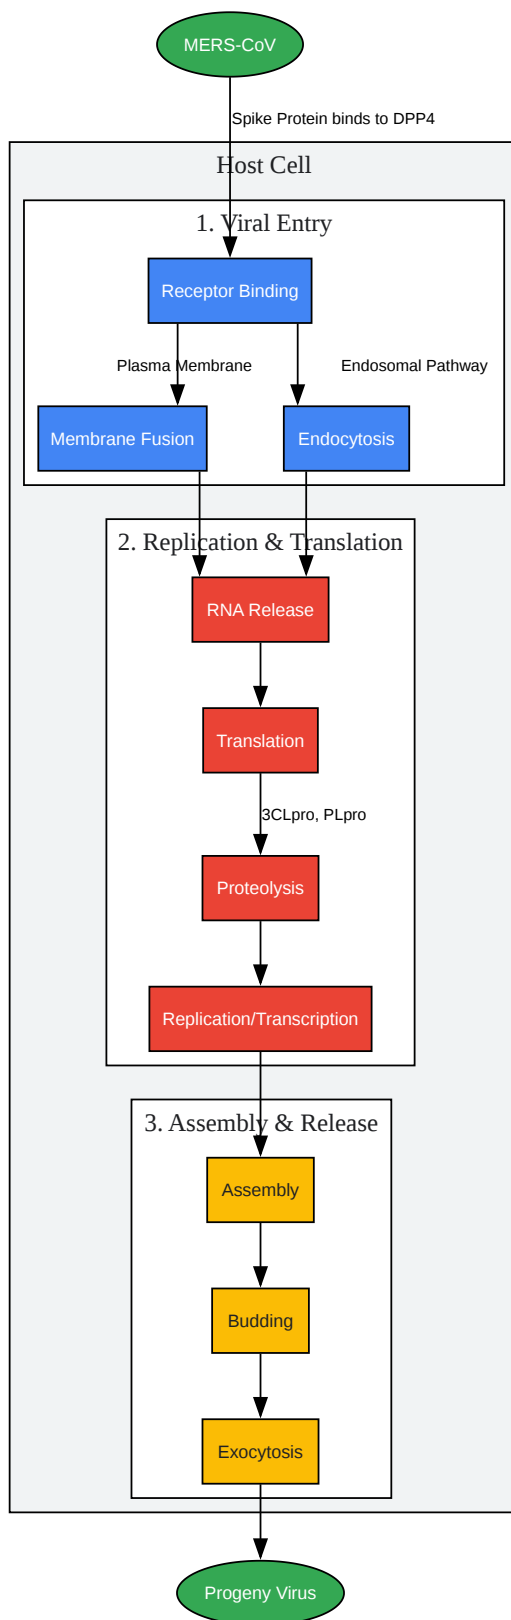 MERS-CoV
Spike Protein binds to DPP4
Host Cell
1. Viral Entry
Receptor Binding
Plasma Membrane
Endosomal Pathway
Membrane Fusion
Endocytosis
2. Replication & Translation
RNA Release
Translation
3CLpro, PLpro
Proteolysis
Replication/Transcription
3. Assembly & Release
Assembly
Budding
Exocytosis
Progeny Virus